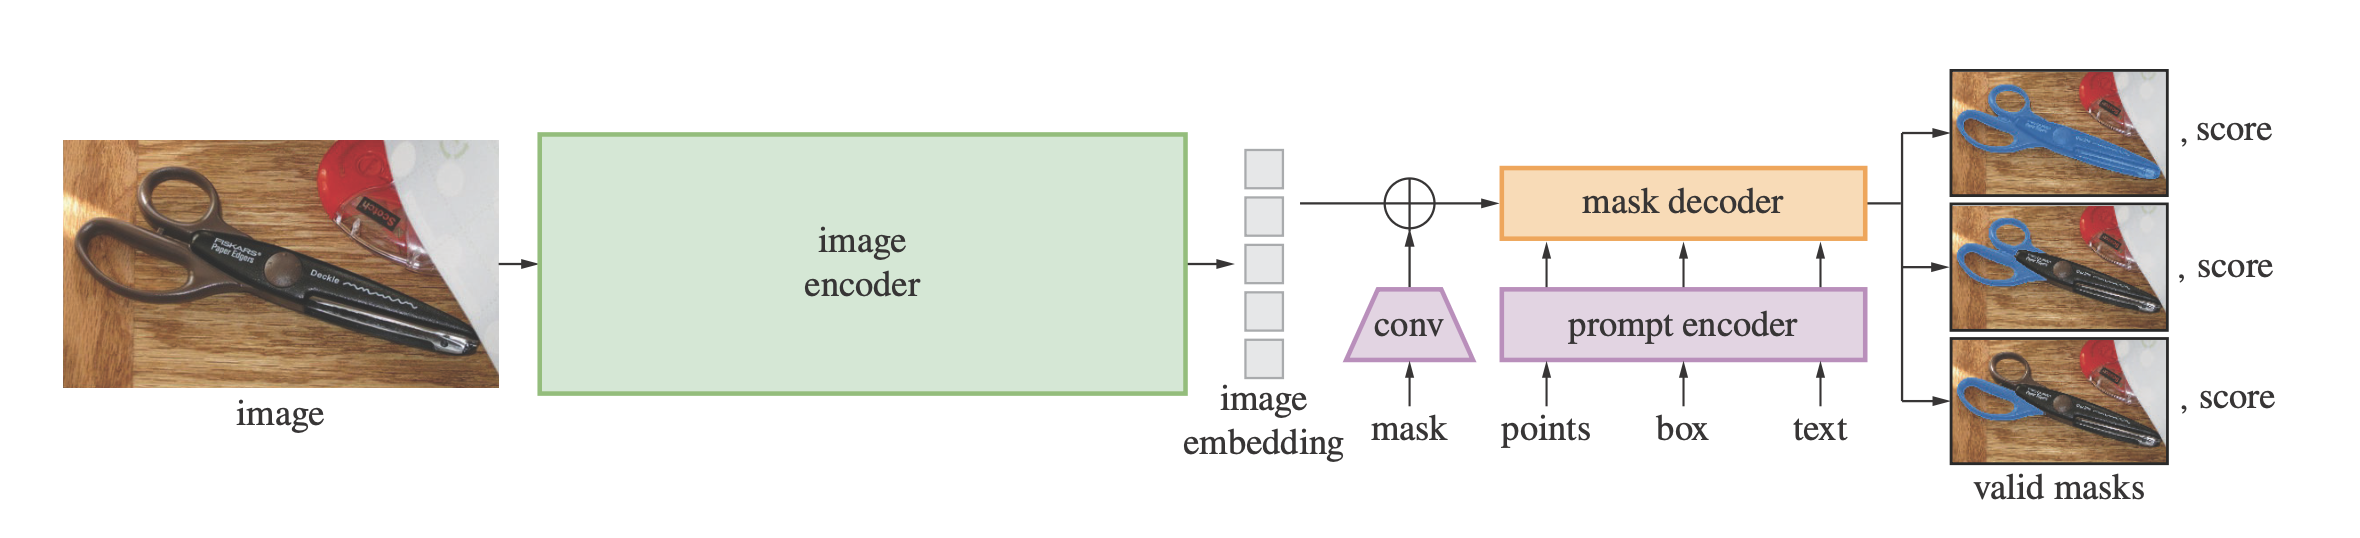 image
encoder
image
image
embedding
conv
mask
mask decoder
prompt encoder
points
box
text
, score
, score
, score
valid masks
FISKARS®
Paper Edgers
Deckle
Scotch